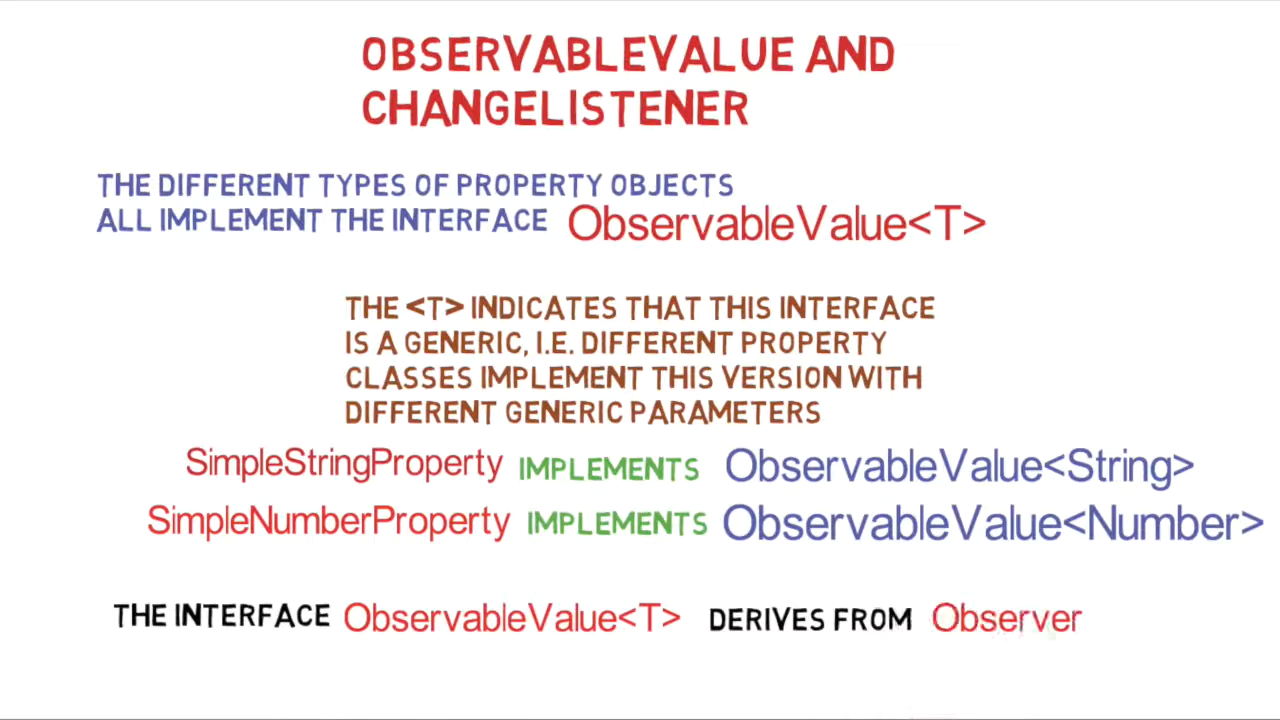 OBSERVABLEVALUE AND
CHANGELISTENER
THE DIFFERENT TYPES OF PROPERTY OBJECTS
ALL IMPLEMENT THE INTERFACE ObservableValue<T>
THE <T> INDICATES THAT THIS INTERFACE
IS A GENERIC, I.E. DIFFERENT PROPERTY
CLASSES IMPLEMENT THIS VERSION WITH
DIFFERENT GENERIC PARAMETERS
SimpleStringProperty IMPLEMENTS ObservableValue<String>
SimpleNumberProperty IMPLEMENTS ObservableValue<Number>
THE INTERFACE ObservableValue<T> DERIVES FROM Observer